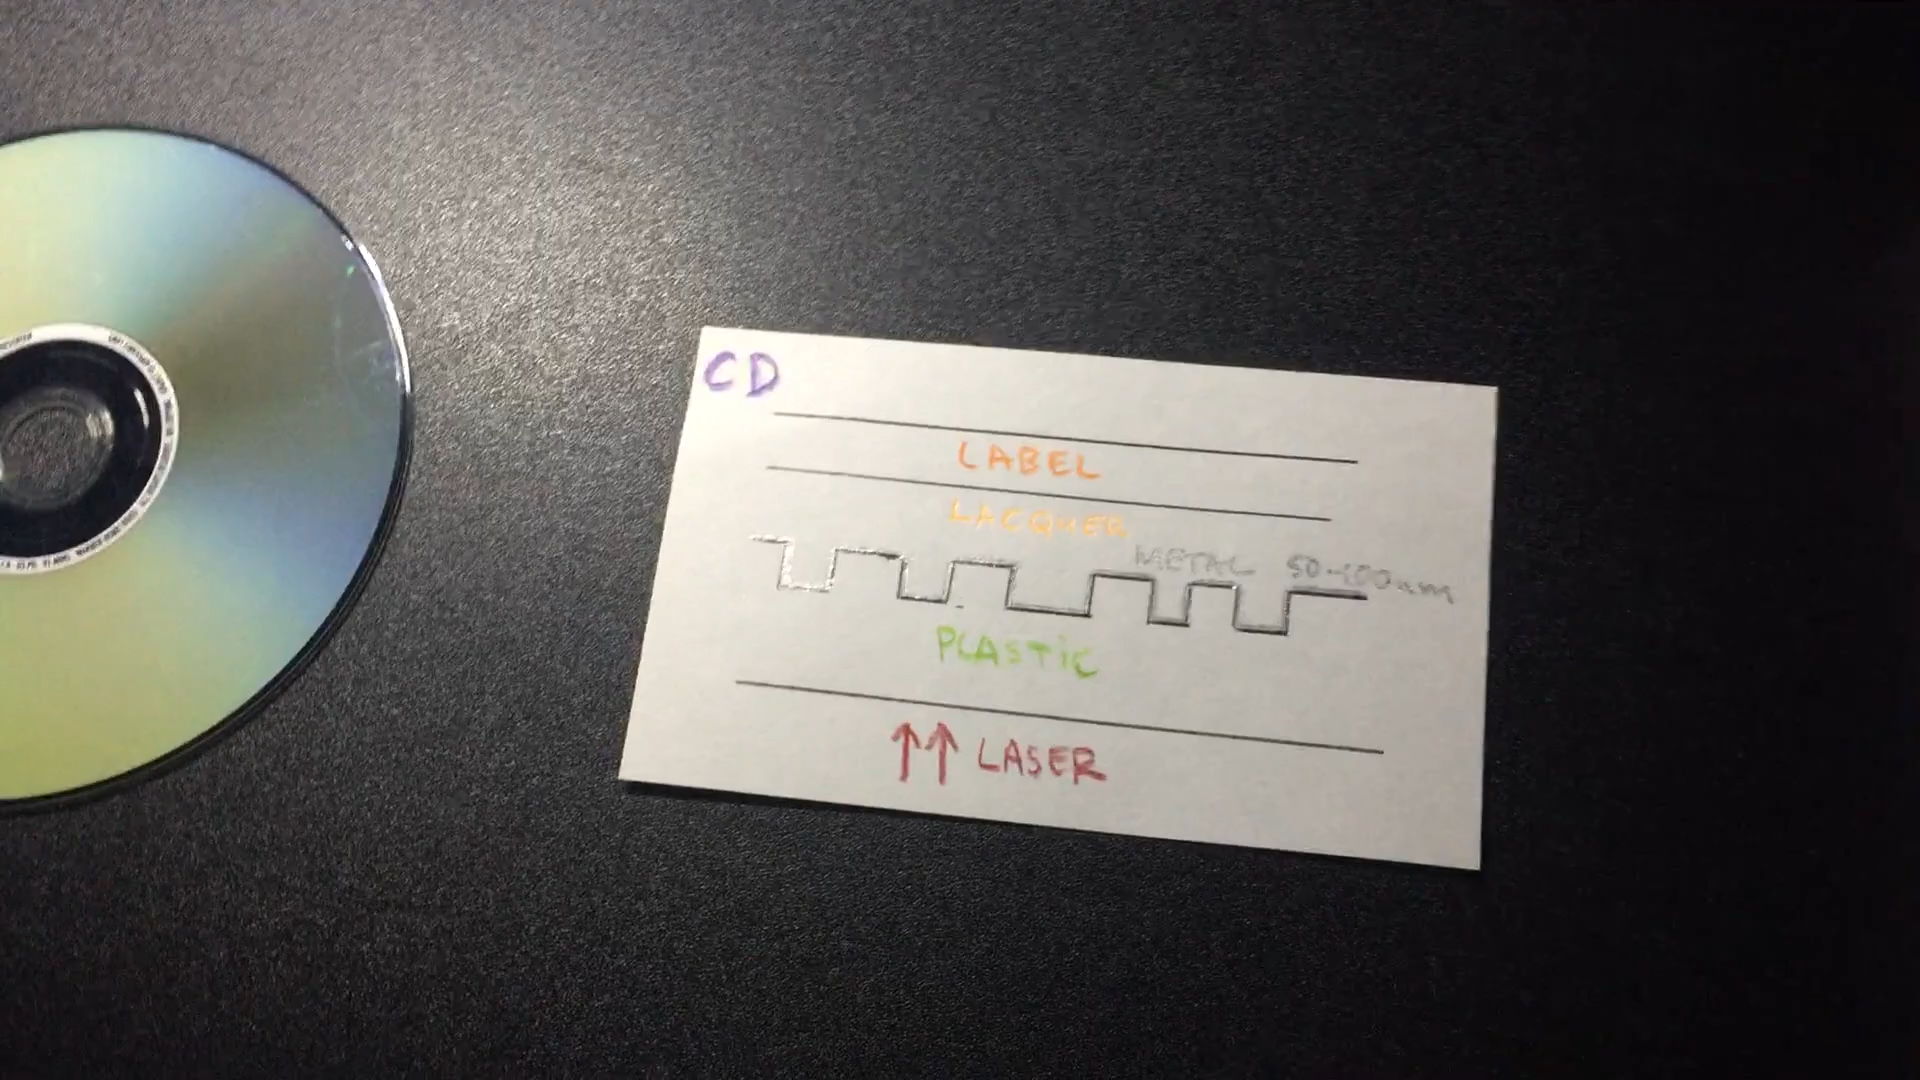 CD
LABEL
LACQUER
METAL 50-100nm
PLASTIC
LASER